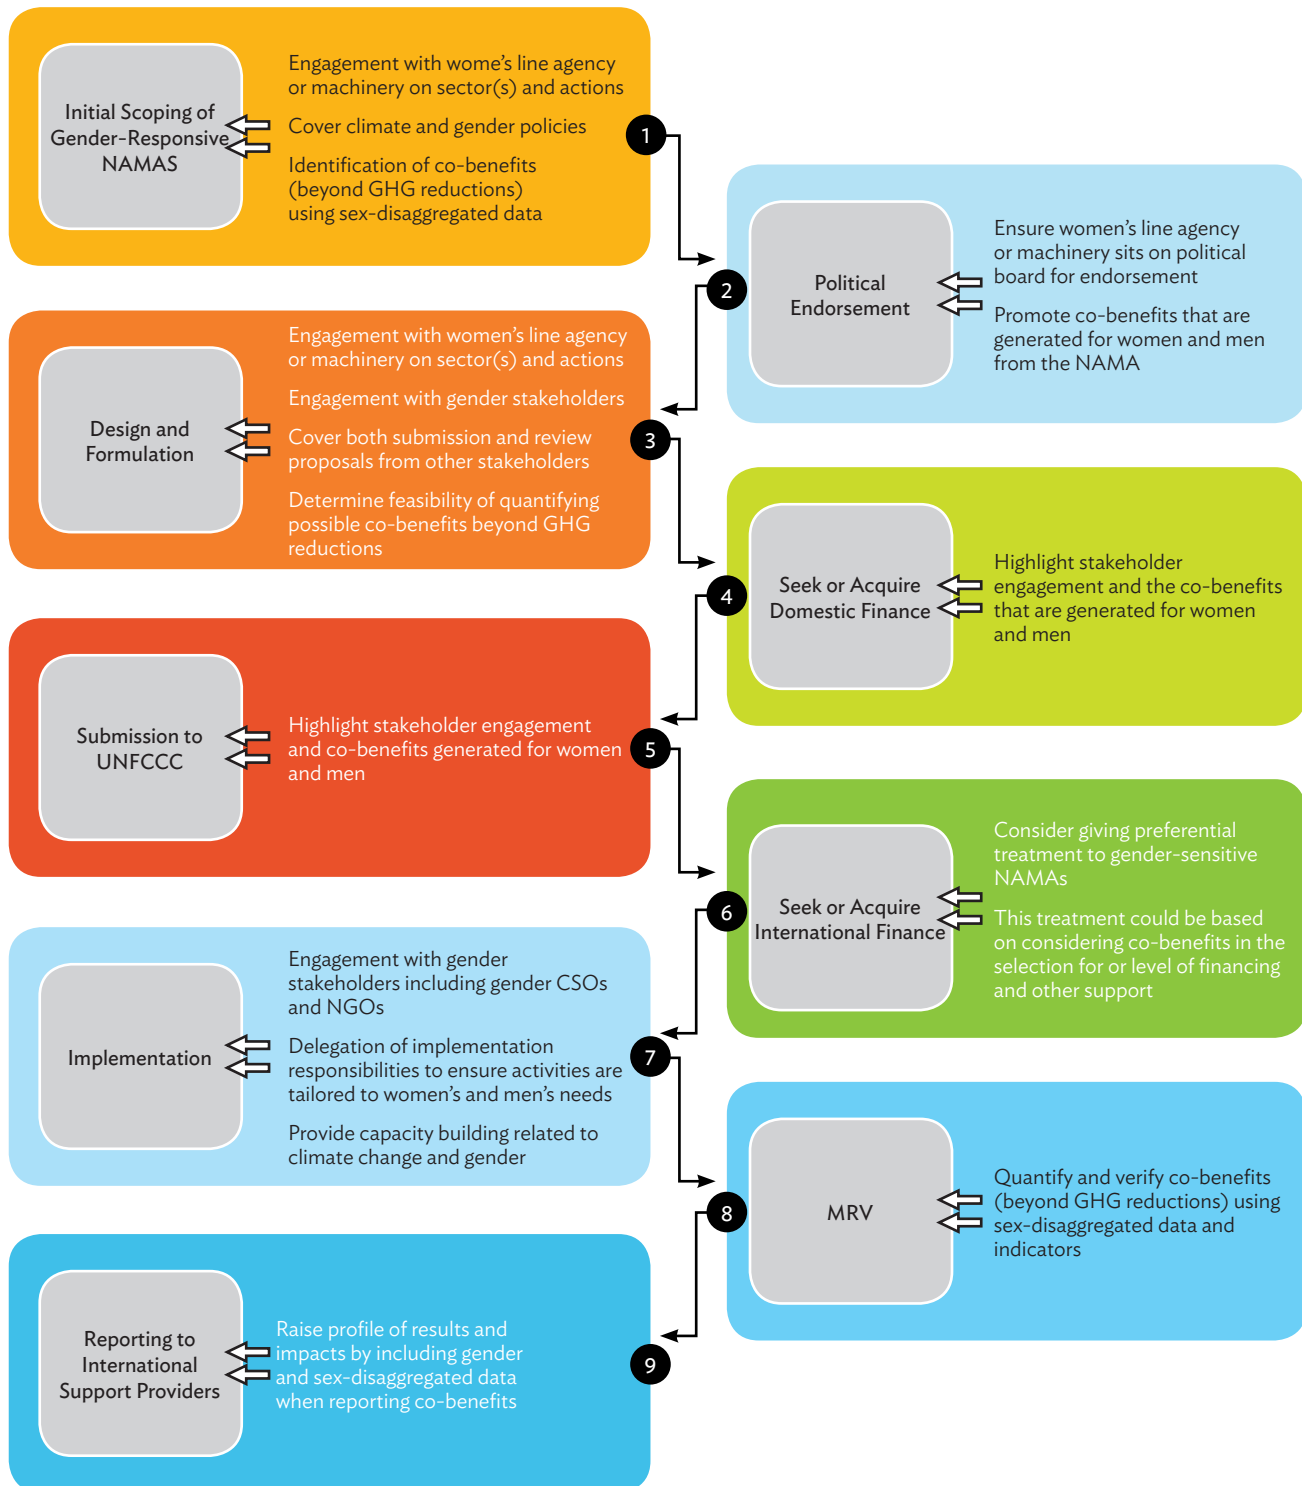 Initial Scoping of
Gender-Responsive
NAMAS
Engagement with wome's line agency
or machinery on sector(s) and actions
Cover climate and gender policies
Identification of co-benefits
(beyond GHG reductions)
using sex-disaggregated data
1
2
Political
Endorsement
Ensure women's line agency
or machinery sits on political
board for endorsement
Promote co-benefits that are
generated for women and men
from the NAMA
Design and
Formulation
Engagement with women's line agency
or machinery on sector(s) and actions
Engagement with gender stakeholders
Cover both submission and review
proposals from other stakeholders
Determine feasibility of quantifying
possible co-benefits beyond GHG
reductions
3
4
Seek or Acquire
Domestic Finance
Highlight stakeholder
engagement and the co-benefits
that are generated for women
and men
Submission to
UNFCCC
Highlight stakeholder engagement
and co-benefits generated for women
and men
5
6
Seek or Acquire
International Finance
Consider giving preferential
treatment to gender-sensitive
NAMAs
This treatment could be based
on considering co-benefits in the
selection for or level of financing
and other support
Implementation
Engagement with gender
stakeholders including gender CSOs
and NGOs
Delegation of implementation
responsibilities to ensure activities are
tailored to women's and men's needs
Provide capacity building related to
climate change and gender
7
8
MRV
Quantify and verify co-benefits
(beyond GHG reductions) using
sex-disaggregated data and
indicators
Reporting to
International
Support Providers
Raise profile of results and
impacts by including gender
and sex-disaggregated data
when reporting co-benefits
9